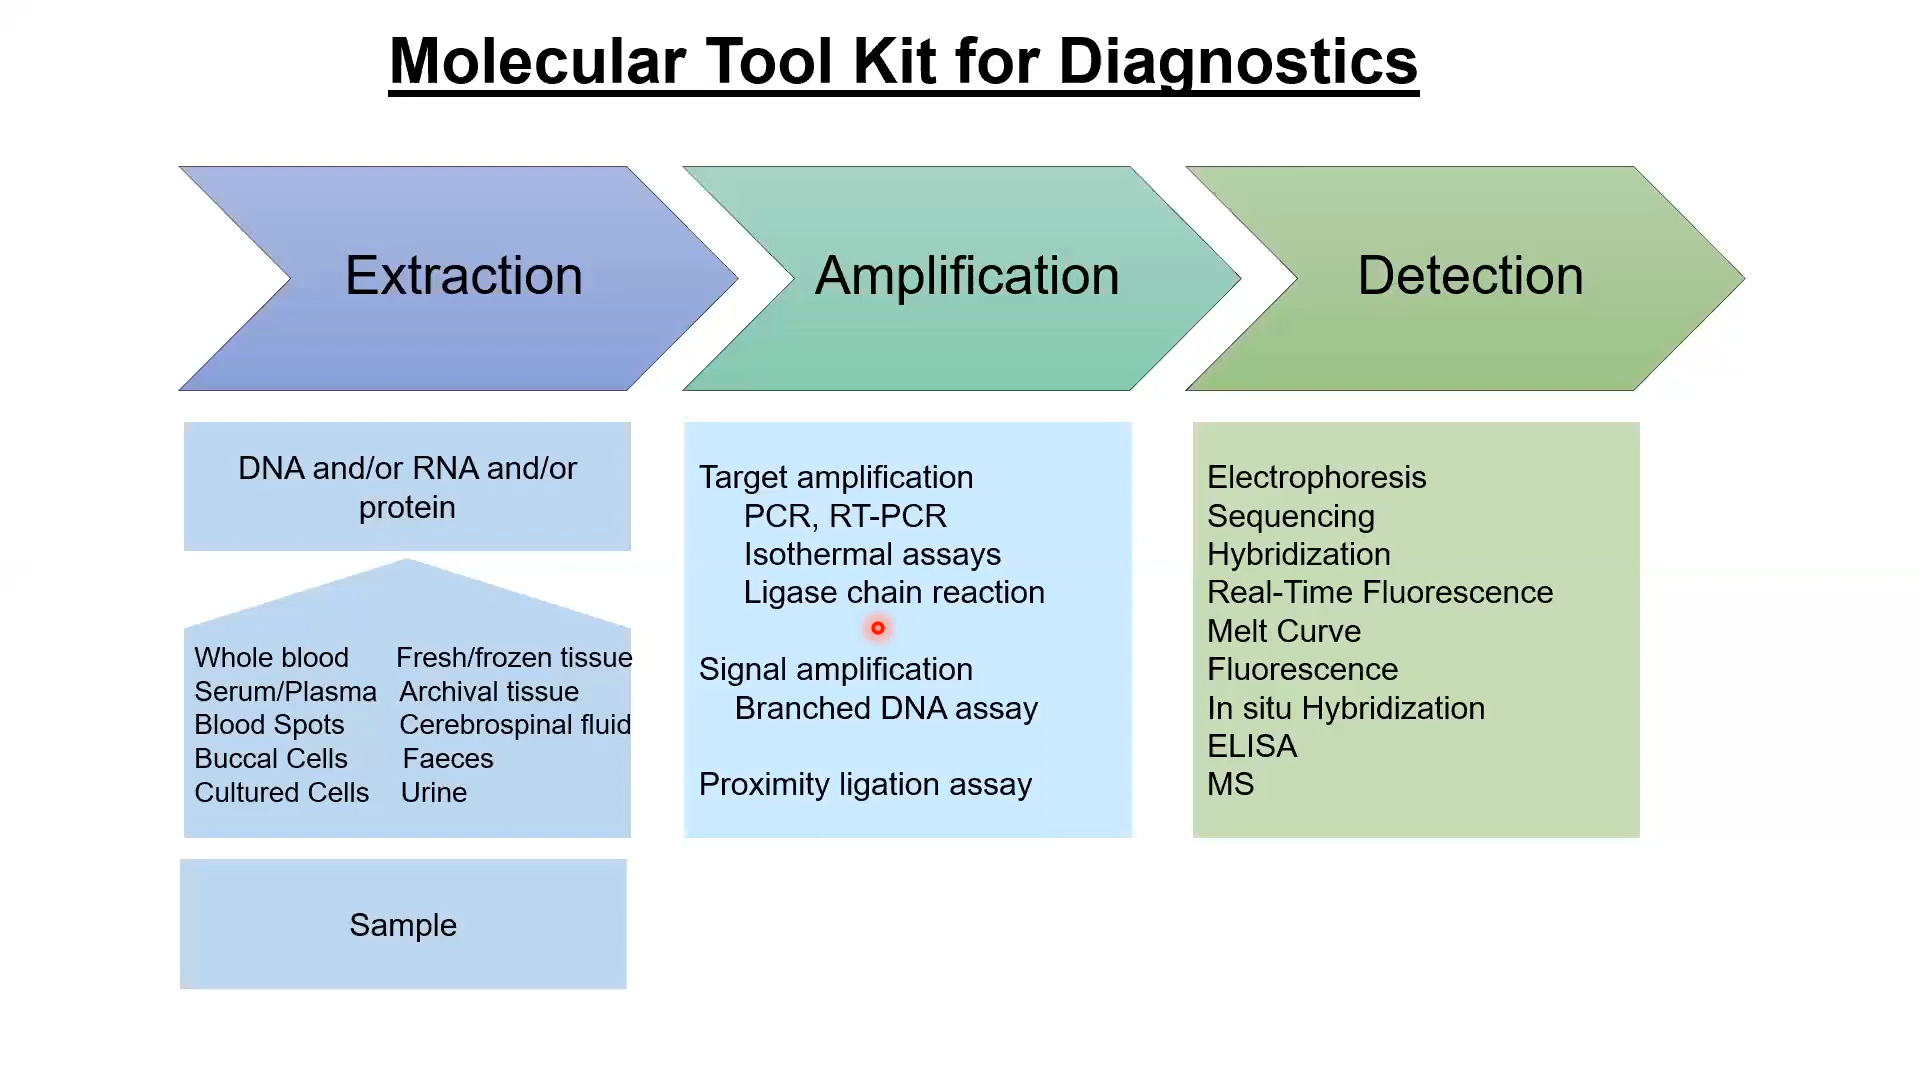 Molecular Tool Kit for Diagnostics
Extraction
Amplification
Detection
DNA and/or RNA and/or
protein
Whole blood Fresh/frozen tissue
Serum/Plasma Archival tissue
Blood Spots Cerebrospinal fluid
Buccal Cells Faeces
Cultured Cells Urine
Sample
Target amplification
PCR, RT-PCR
Isothermal assays
Ligase chain reaction
Signal amplification
Branched DNA assay
Proximity ligation assay
Electrophoresis
Sequencing
Hybridization
Real-Time Fluorescence
Melt Curve
Fluorescence
In situ Hybridization
ELISA
MS